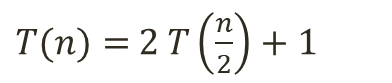 T(n) = 2 T(n/2) + 1